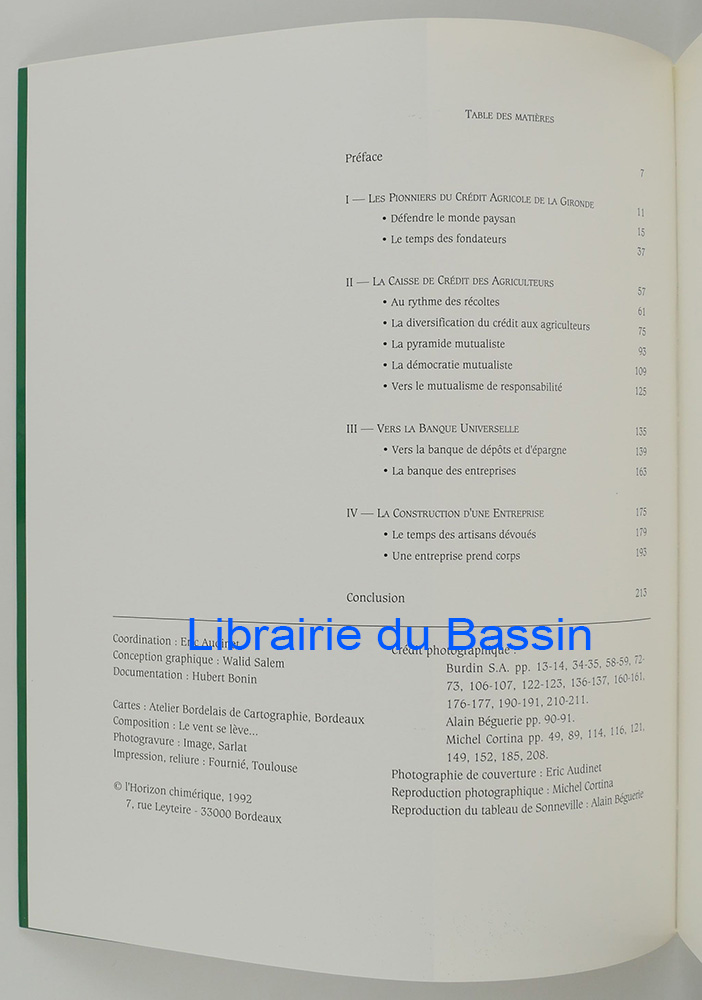 TABLE DES MATIÈRES
Préface 7
I — LES PIONNIERS DU CRÉDIT AGRICOLE DE LA GIRONDE 11
• Défendre le monde paysan 15
• Le temps des fondateurs 37
II — LA CAISSE DE CRÉDIT DES AGRICULTEURS 57
• Au rythme des récoltes 61
• La diversification du crédit aux agriculteurs 75
• La pyramide mutualiste 93
• La démocratie mutualiste 109
• Vers le mutualisme de responsabilité 125
III — VERS LA BANQUE UNIVERSELLE 135
• Vers la banque de dépôts et d'épargne 139
• La banque des entreprises 163
IV — LA CONSTRUCTION D'UNE ENTREPRISE 175
• Le temps des artisans dévoués 179
• Une entreprise prend corps 193
Conclusion 213
Librairie du Bassin
Coordination : Eric Audinet
Conception graphique : Walid Salem
Documentation : Hubert Bonin
Cartes : Atelier Bordelais de Cartographie, Bordeaux
Composition : Le vent se lève...
Photogravure : Image, Sarlat
Impression, reliure : Fournié, Toulouse
© l'Horizon chimérique, 1992
7, rue Leyteire - 33000 Bordeaux
Crédit photographique :
Burdin S.A. pp. 13-14, 34-35, 58-59, 72-
73, 106-107, 122-123, 136-137, 160-161,
176-177, 190-191, 210-211.
Alain Béguerie pp. 90-91.
Michel Cortina pp. 49, 89, 114, 116, 121,
149, 152, 185, 208.
Photographie de couverture : Eric Audinet
Reproduction photographique : Michel Cortina
Reproduction du tableau de Sonneville : Alain Béguerie